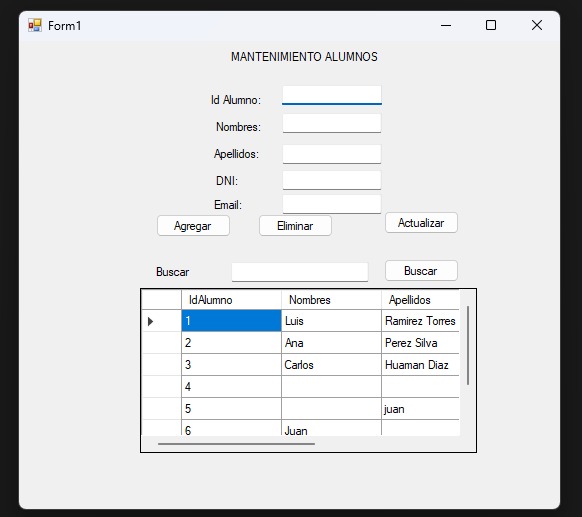 Form1
MANTENIMIENTO ALUMNOS
Id Alumno:
Nombres:
Apellidos:
DNI:
Email:
Agregar Eliminar Actualizar
Buscar Buscar
IdAlumno Nombres Apellidos
1 Luis Ramirez Torres
2 Ana Perez Silva
3 Carlos Huaman Diaz
4
5 juan
6 Juan